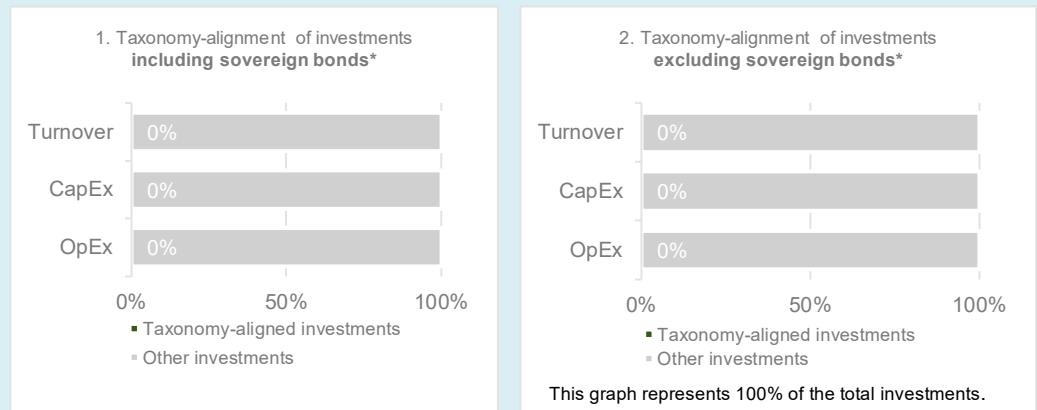 1. Taxonomy-alignment of investments
including sovereign bonds*
Turnover 0%
CapEx 0%
OpEx 0%
0% 50% 100%
Taxonomy-aligned investments
Other investments
2. Taxonomy-alignment of investments
excluding sovereign bonds*
Turnover 0%
CapEx 0%
OpEx 0%
0% 50% 100%
Taxonomy-aligned investments
Other investments
This graph represents 100% of the total investments.